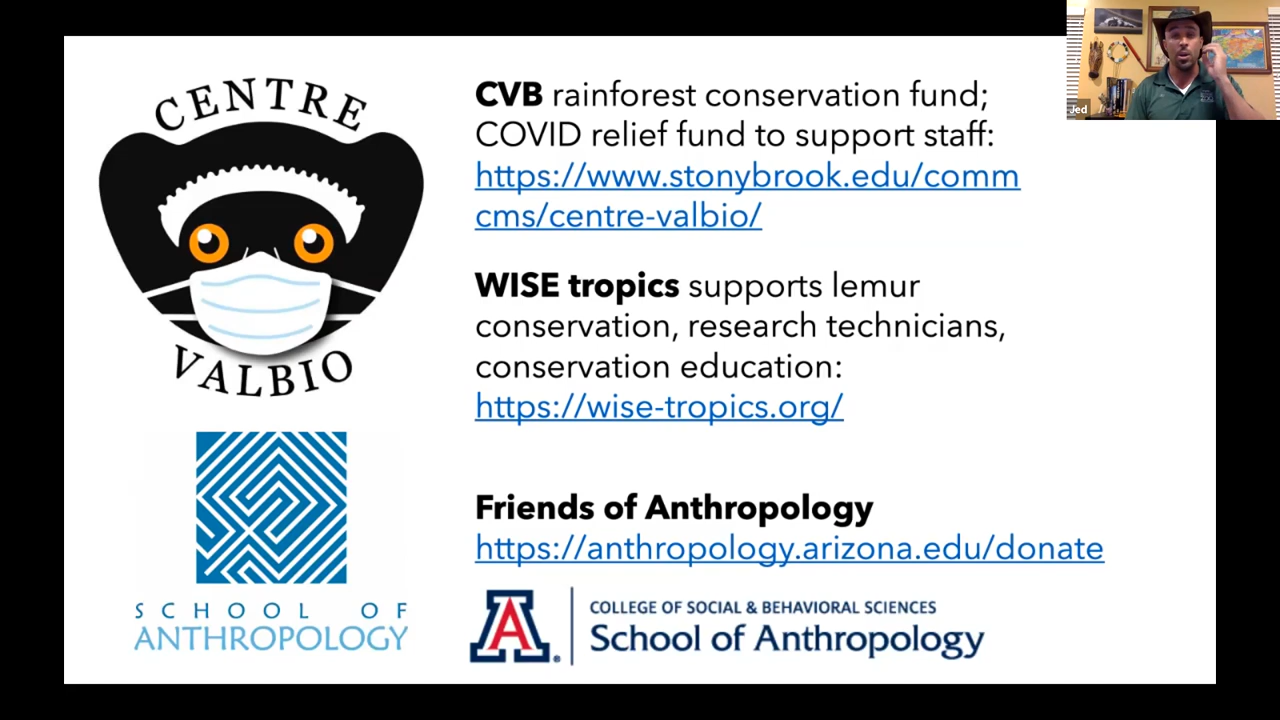 CENTRE
VALBIO
CVB rainforest conservation fund;
COVID relief fund to support staff:
https://www.stonybrook.edu/comm
cms/centre-valbio/
WISE tropics supports lemur
conservation, research technicians,
conservation education:
https://wise-tropics.org/
Friends of Anthropology
https://anthropology.arizona.edu/donate
SCHOOL OF
ANTHROPOLOGY
A
COLLEGE OF SOCIAL & BEHAVIORAL SCIENCES
School of Anthropology
Jed